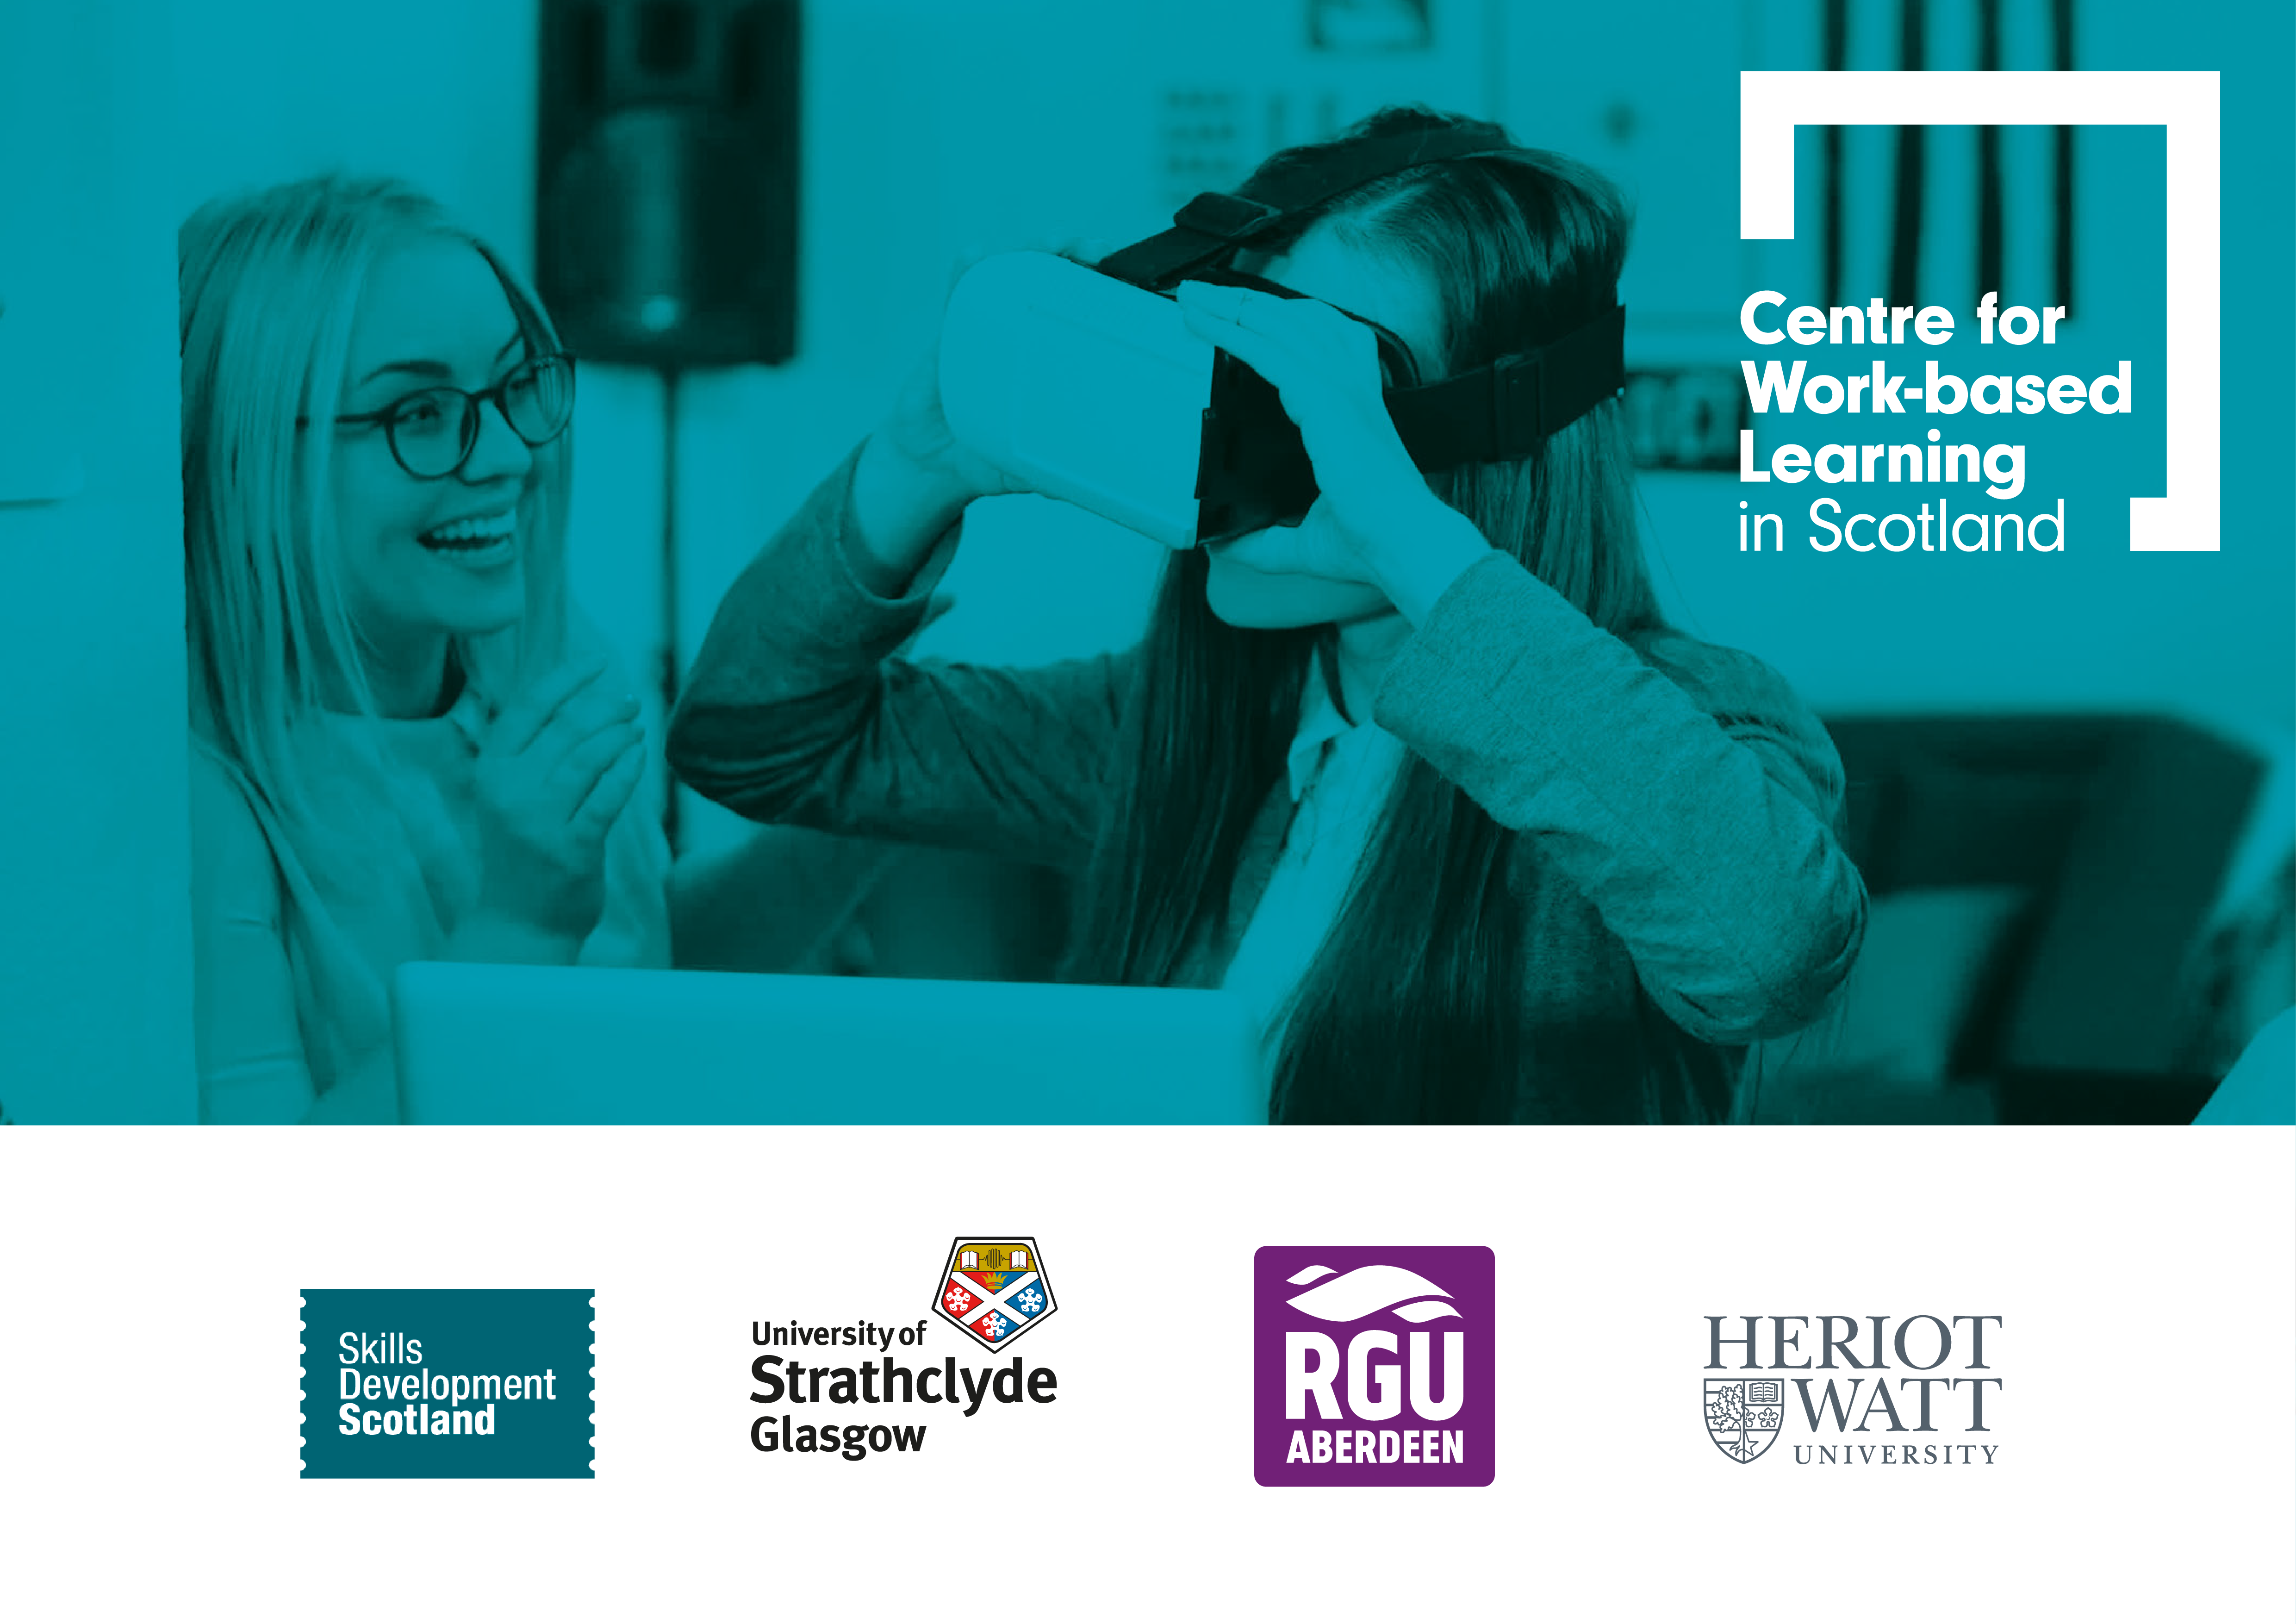 Centre for
Work-based
Learning
in Scotland
Skills
Development
Scotland
University of
Strathclyde
Glasgow
RGU
ABERDEEN
HERIOT
WATT
UNIVERSITY